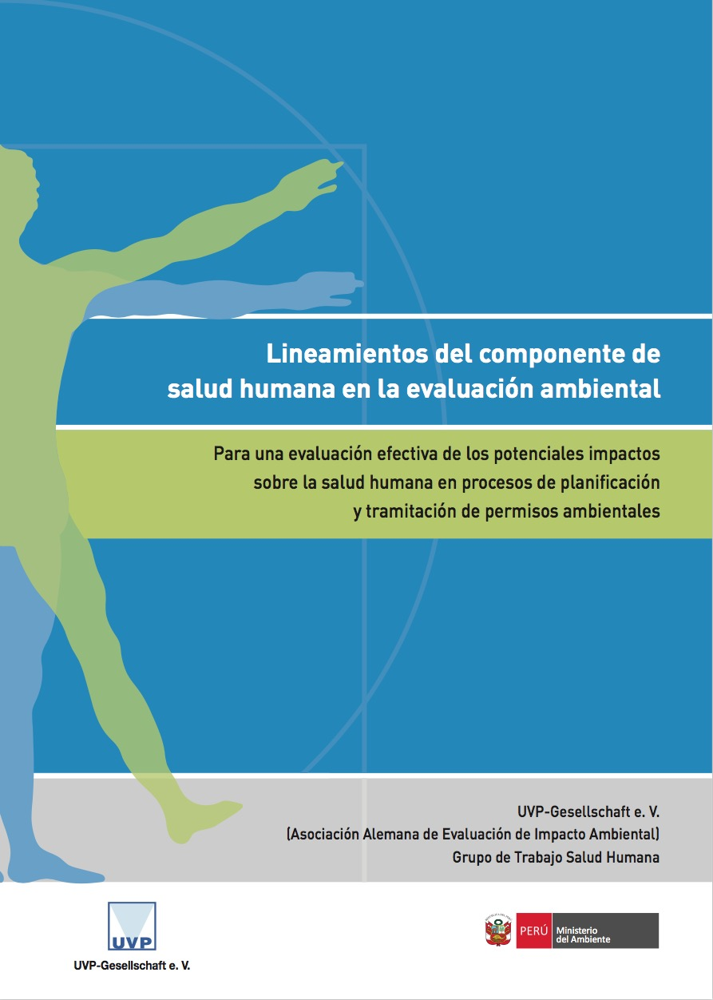 Lineamientos del componente de
salud humana en la evaluación ambiental
Para una evaluación efectiva de los potenciales impactos
sobre la salud humana en procesos de planificación
y tramitación de permisos ambientales
UVP-Gesellschaft e. V.
(Asociación Alemana de Evaluación de Impacto Ambiental)
Grupo de Trabajo Salud Humana
UVP
UVP-Gesellschaft e. V.
PERÚ
Ministerio
del Ambiente